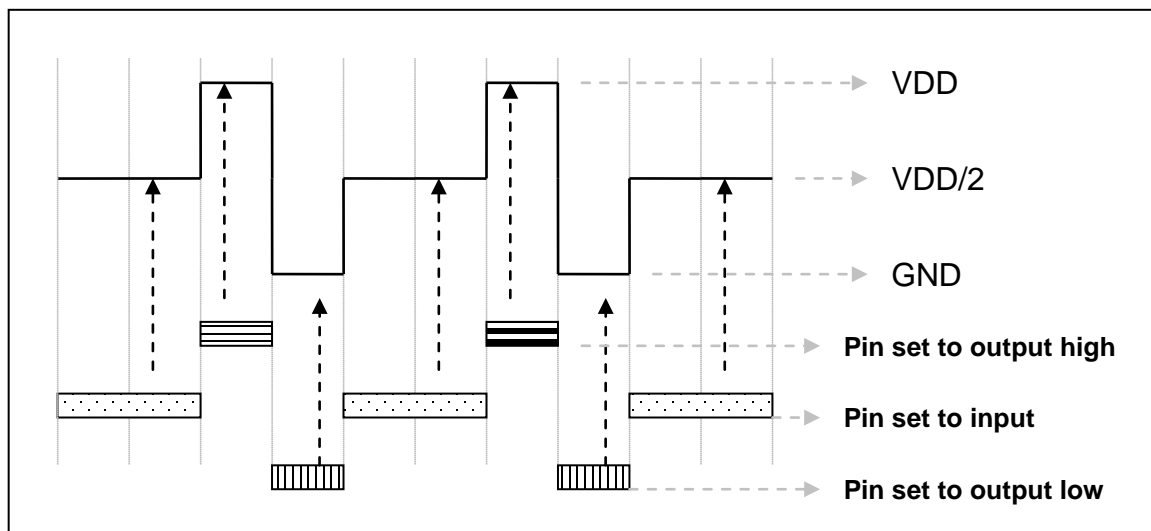 VDD
VDD/2
GND
Pin set to output high
Pin set to input
Pin set to output low